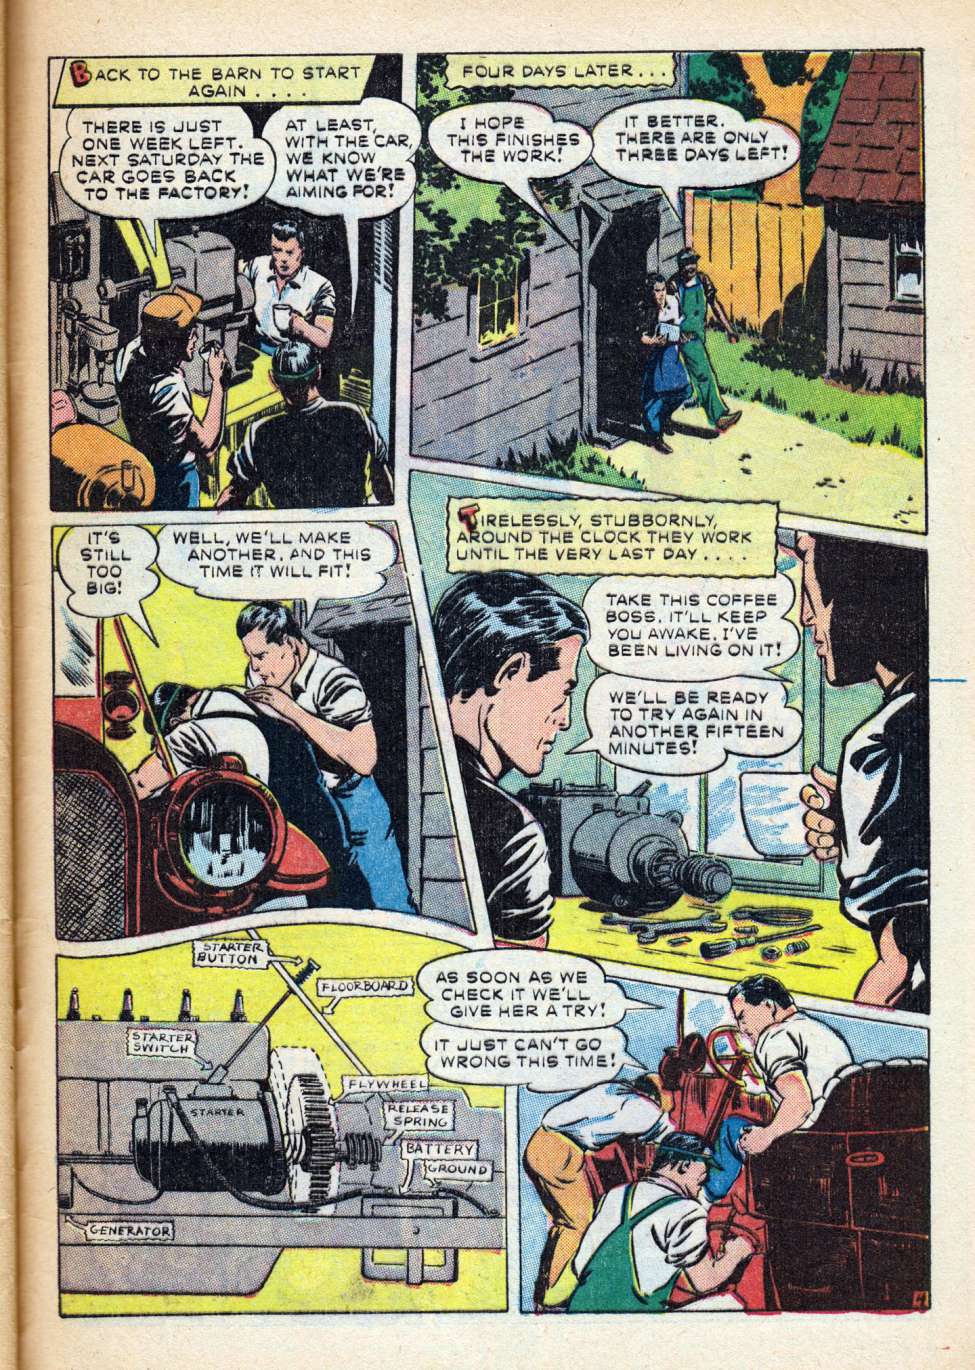 BACK TO THE BARN TO START
AGAIN . . . .
THERE IS JUST
ONE WEEK LEFT.
NEXT SATURDAY THE
CAR GOES BACK
TO THE FACTORY!
AT LEAST,
WITH THE CAR,
WE KNOW
WHAT WE'RE
AIMING FOR!
FOUR DAYS LATER . . .
I HOPE
THIS FINISHES
THE WORK!
IT BETTER.
THERE ARE ONLY
THREE DAYS LEFT!
IT'S
STILL
TOO
BIG!
WELL, WE'LL MAKE
ANOTHER, AND THIS
TIME IT WILL FIT!
TIRELESSLY, STUBBORNLY,
AROUND THE CLOCK THEY WORK
UNTIL THE VERY LAST DAY . . . .
TAKE THIS COFFEE
BOSS. IT'LL KEEP
YOU AWAKE. I'VE
BEEN LIVING ON IT!
WE'LL BE READY
TO TRY AGAIN IN
ANOTHER FIFTEEN
MINUTES!
STARTER
BUTTON
FLOORBOARD
STARTER
SWITCH
FLYWHEEL
STARTER
RELEASE
SPRING
BATTERY
GROUND
GENERATOR
AS SOON AS WE
CHECK IT WE'LL
GIVE HER A TRY!
IT JUST CAN'T GO
WRONG THIS TIME!
4